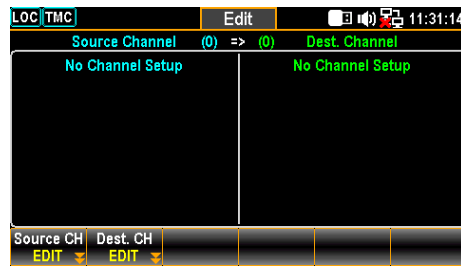 LOC TMC Edit 11:31:14
Source Channel (0) => (0) Dest. Channel
No Channel Setup No Channel Setup
Source CH Dest. CH
EDIT EDIT